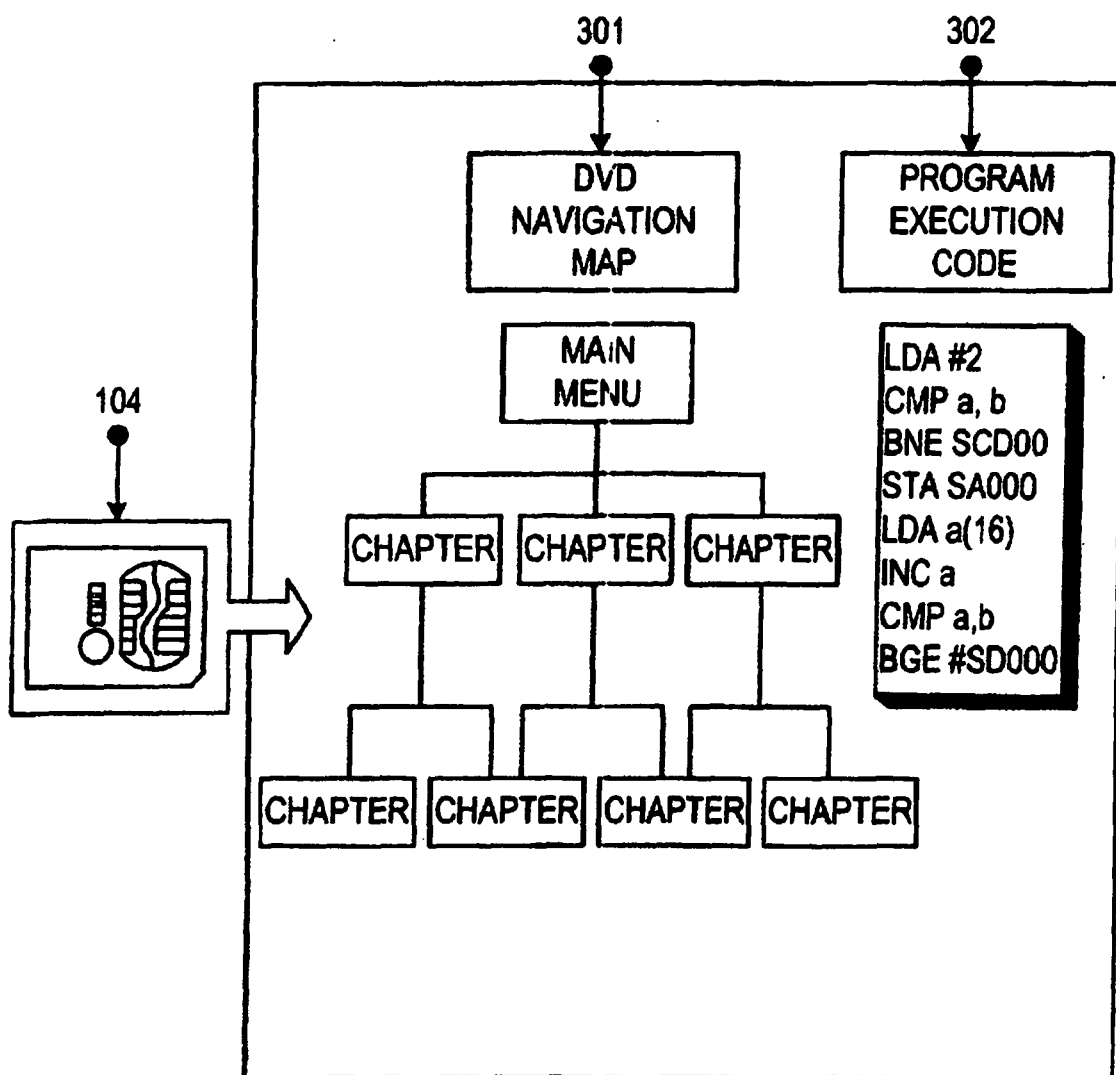 301
302
DVD
NAVIGATION
MAP
PROGRAM
EXECUTION
CODE
MAIN
MENU
LDA #2
CMP a, b
BNE SCD00
STA SA000
LDA a(16)
INC a
CMP a,b
BGE #SD000
104
CHAPTER
CHAPTER
CHAPTER
CHAPTER
CHAPTER
CHAPTER
CHAPTER